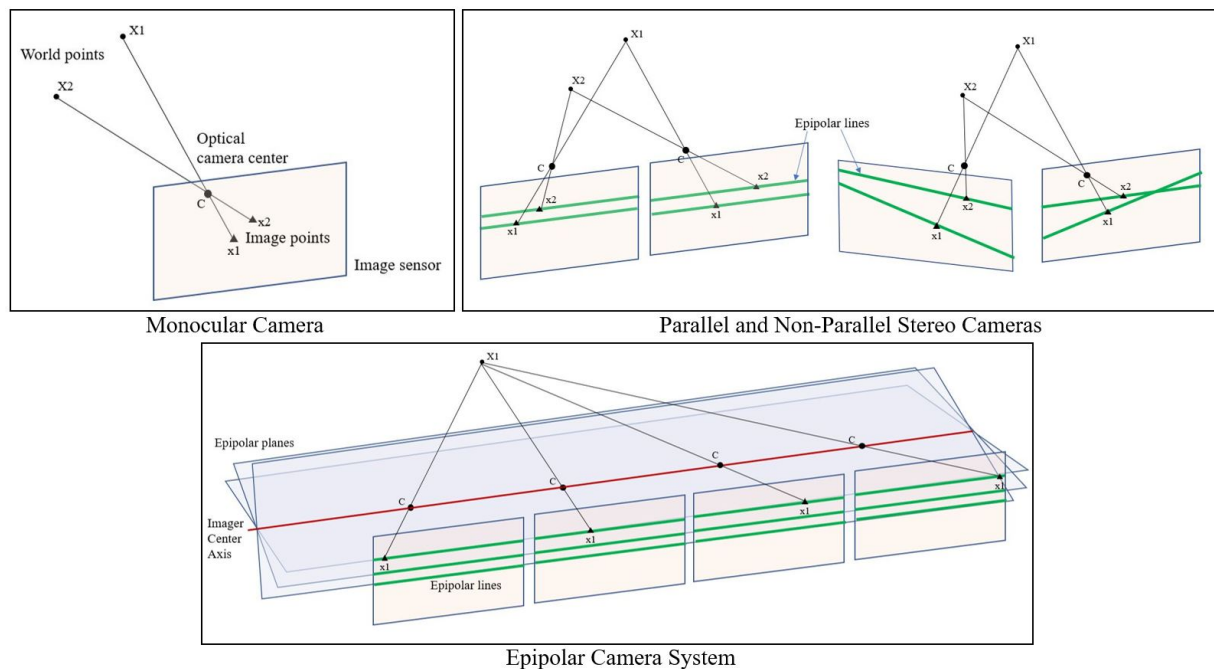 X1
World points
X2
Optical
camera center
C
x2
Image points
x1
Image sensor
Monocular Camera
X1
X2
C
C
x2
x1
x2
x1
Epipolar lines
X1
X2
C
C
x2
x1
x2
x1
Parallel and Non-Parallel Stereo Cameras
X1
Epipolar planes
C
C
C
C
Imager
Center
Axis
x1
x1
x1
x1
Epipolar lines
Epipolar Camera System